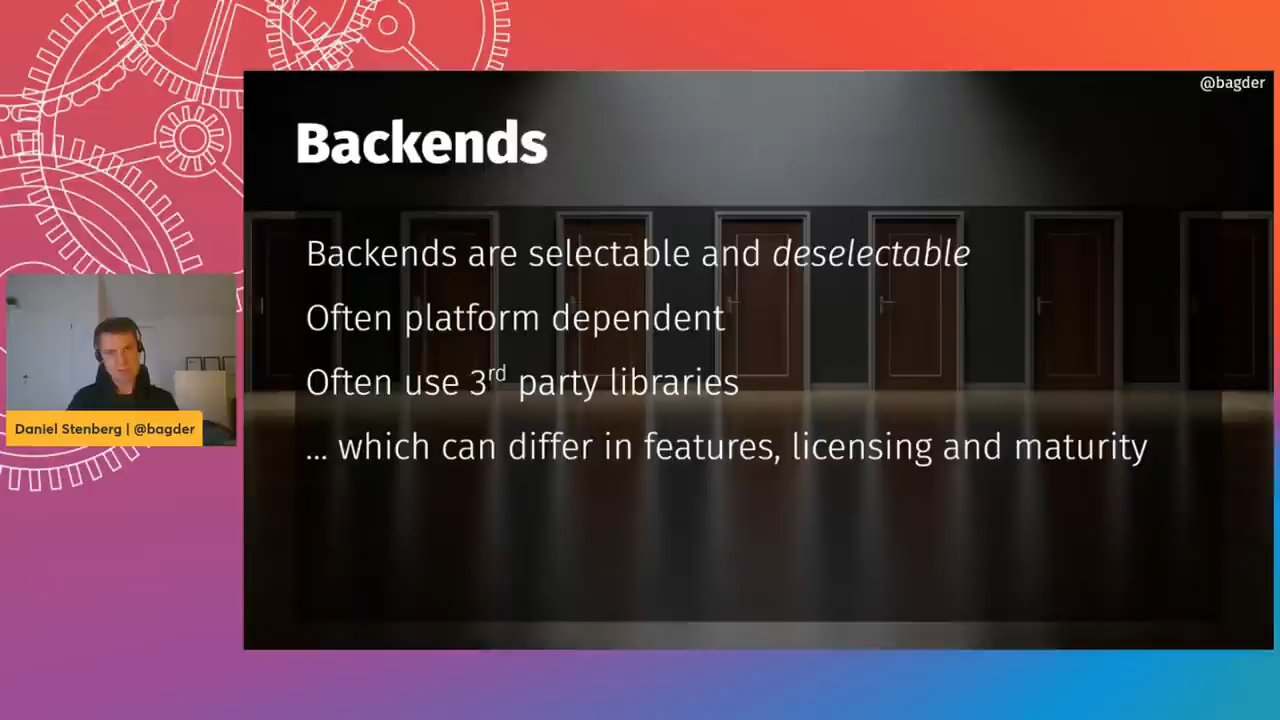 @bagder
Backends
Backends are selectable and deselectable
Often platform dependent
Often use 3rd party libraries
... which can differ in features, licensing and maturity
Daniel Stenberg | @bagder